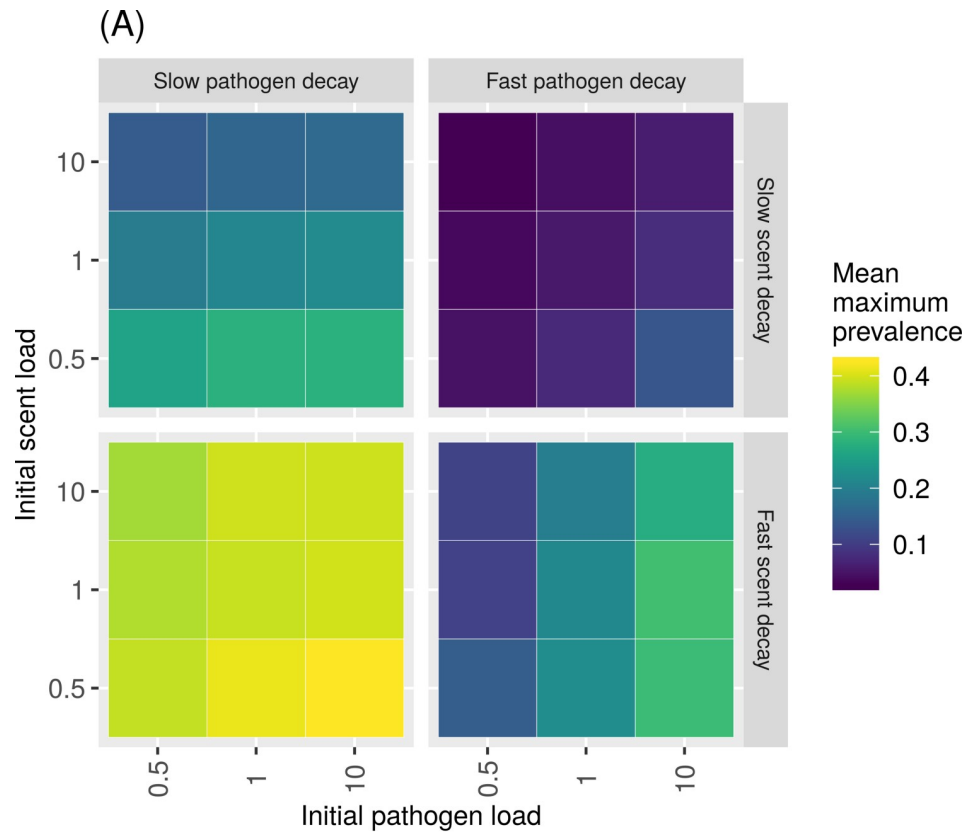 (A)
Slow pathogen decay
Fast pathogen decay
10
1
0.5
Slow scent decay
10
1
0.5
Fast scent decay
Initial scent load
0.5
1
10
0.5
1
10
Initial pathogen load
Mean
maximum
prevalence
0.4
0.3
0.2
0.1